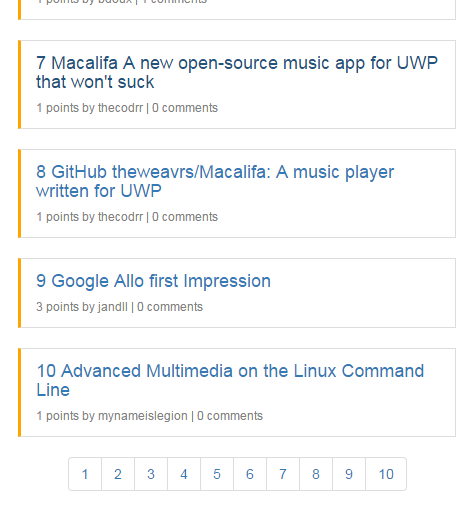 1 points by bdoux | 1 comments
7 Macalifa A new open-source music app for UWP
that won't suck
1 points by thecodrr | 0 comments
8 GitHub theweavrs/Macalifa: A music player
written for UWP
1 points by thecodrr | 0 comments
9 Google Allo first Impression
3 points by jandll | 0 comments
10 Advanced Multimedia on the Linux Command
Line
1 points by mynameislegion | 0 comments
1 2 3 4 5 6 7 8 9 10